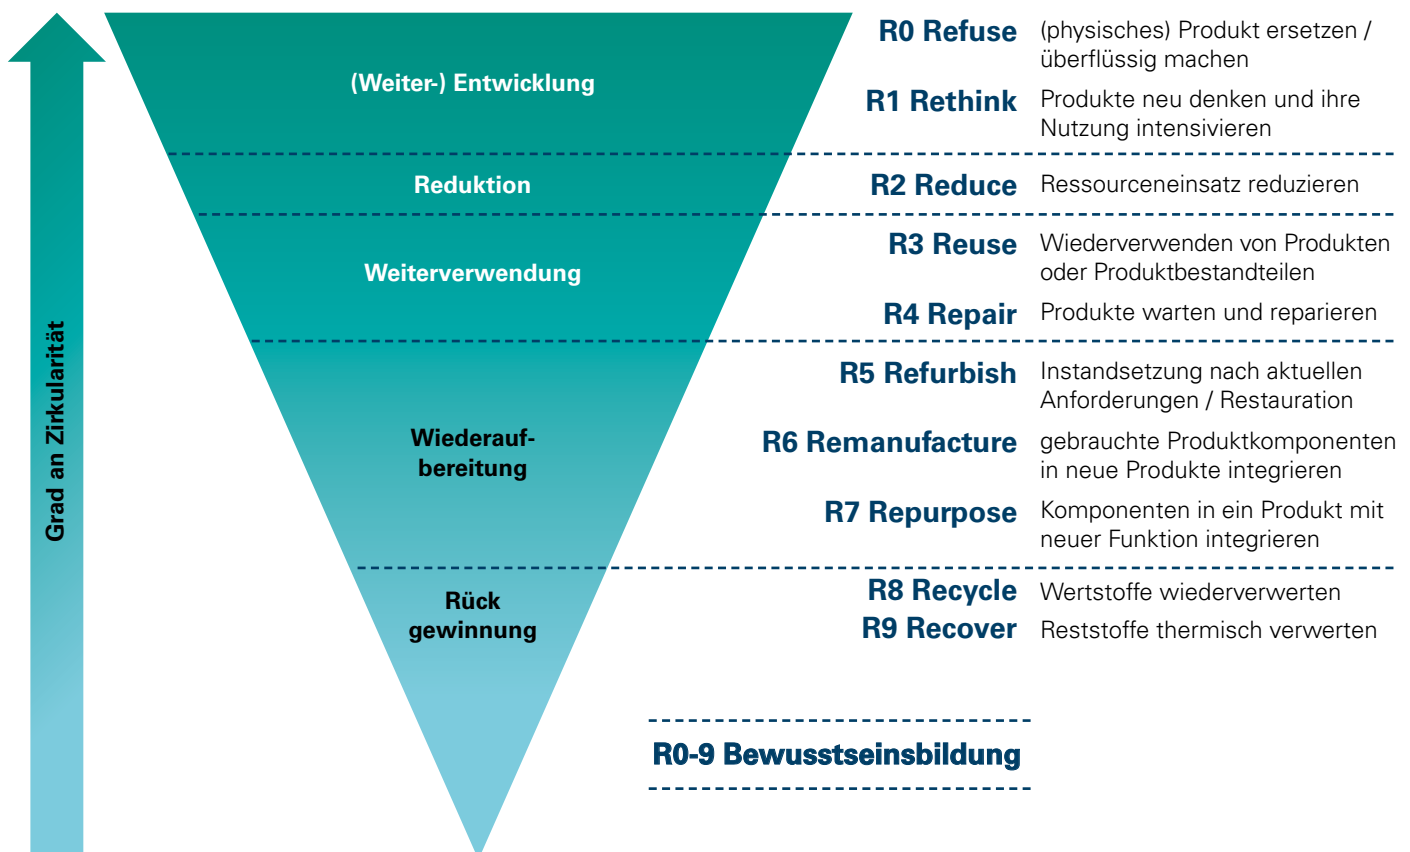 Grad an Zirkularität
(Weiter-) Entwicklung
R0 Refuse
(physisches) Produkt ersetzen /
überflüssig machen
R1 Rethink
Produkte neu denken und ihre
Nutzung intensivieren
Reduktion
R2 Reduce
Ressourceneinsatz reduzieren
Weiterverwendung
R3 Reuse
Wiederverwenden von Produkten
oder Produktbestandteilen
R4 Repair
Produkte warten und reparieren
Wiederauf-
bereitung
R5 Refurbish
Instandsetzung nach aktuellen
Anforderungen / Restauration
R6 Remanufacture
gebrauchte Produktkomponenten
in neue Produkte integrieren
R7 Repurpose
Komponenten in ein Produkt mit
neuer Funktion integrieren
Rück
gewinnung
R8 Recycle
Wertstoffe wiederverwerten
R9 Recover
Reststoffe thermisch verwerten
R0-9 Bewusstseinsbildung